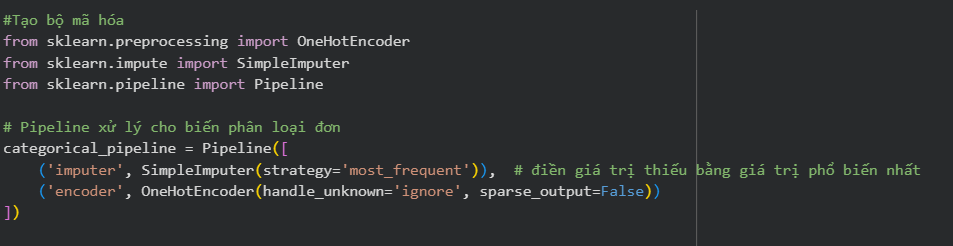 #Tạo bộ mã hóa
from sklearn.preprocessing import OneHotEncoder
from sklearn.impute import SimpleImputer
from sklearn.pipeline import Pipeline

# Pipeline xử lý cho biến phân loại đơn
categorical_pipeline = Pipeline([
    ('imputer', SimpleImputer(strategy='most_frequent')),  # điền giá trị thiếu bằng giá trị phổ biến nhất
    ('encoder', OneHotEncoder(handle_unknown='ignore', sparse_output=False))
])